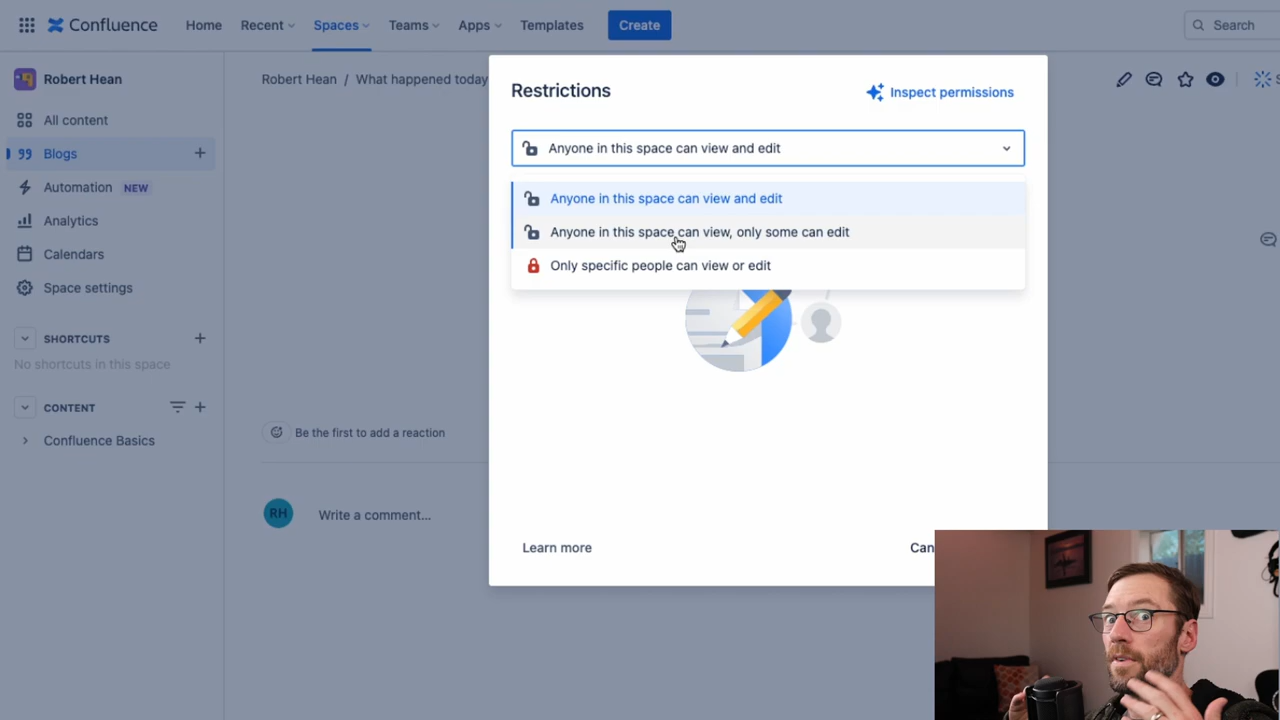 Confluence Home Recent Spaces Teams Apps Templates Create Search
Robert Hean
All content
Blogs
Automation NEW
Analytics
Calendars
Space settings
SHORTCUTS
No shortcuts in this space
CONTENT
Confluence Basics
Robert Hean / What happened today
Restrictions
Inspect permissions
Anyone in this space can view and edit
Anyone in this space can view and edit
Anyone in this space can view, only some can edit
Only specific people can view or edit
Be the first to add a reaction
RH Write a comment...
Learn more
Can